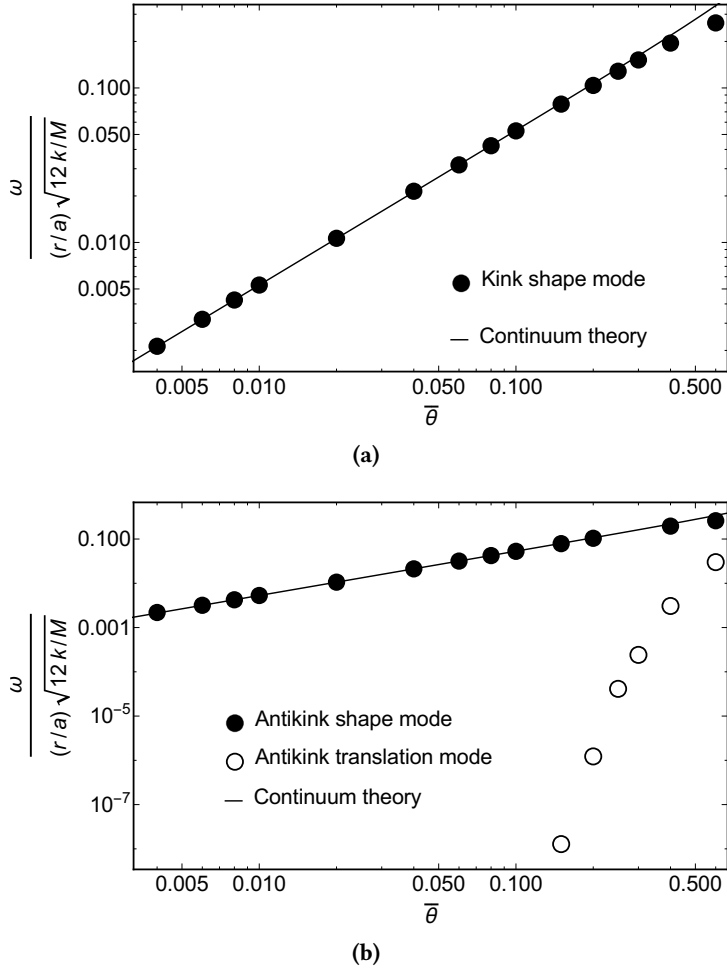 0.100
0.050
0.010
0.005
ω
(r/a) √12 k/M
Kink shape mode
Continuum theory
0.005 0.010 0.050 0.100 0.500
θ̅
(a)
0.100
0.001
10⁻⁵
10⁻⁷
ω
(r/a) √12 k/M
Antikink shape mode
Antikink translation mode
Continuum theory
0.005 0.010 0.050 0.100 0.500
θ̅
(b)